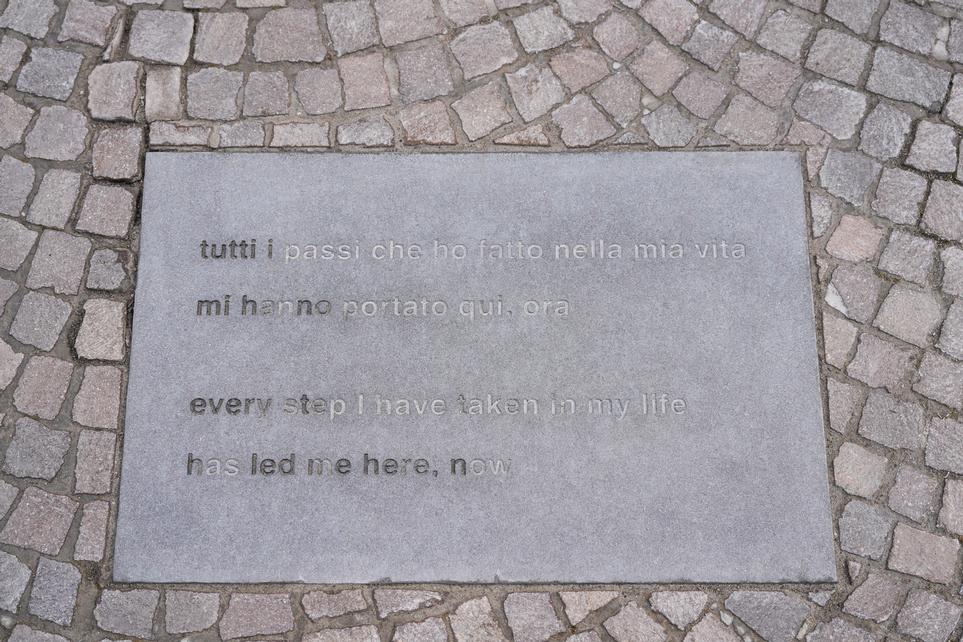 tutti i passi che ho fatto nella mia vita
mi hanno portato qui, ora
every step I have taken in my life
has led me here, now